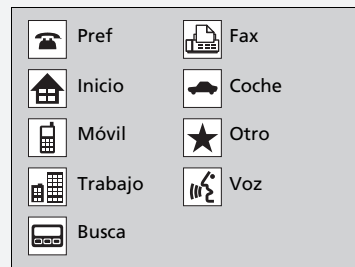 Pref
Fax
Inicio
Coche
Móvil
Otro
Trabajo
Voz
Busca